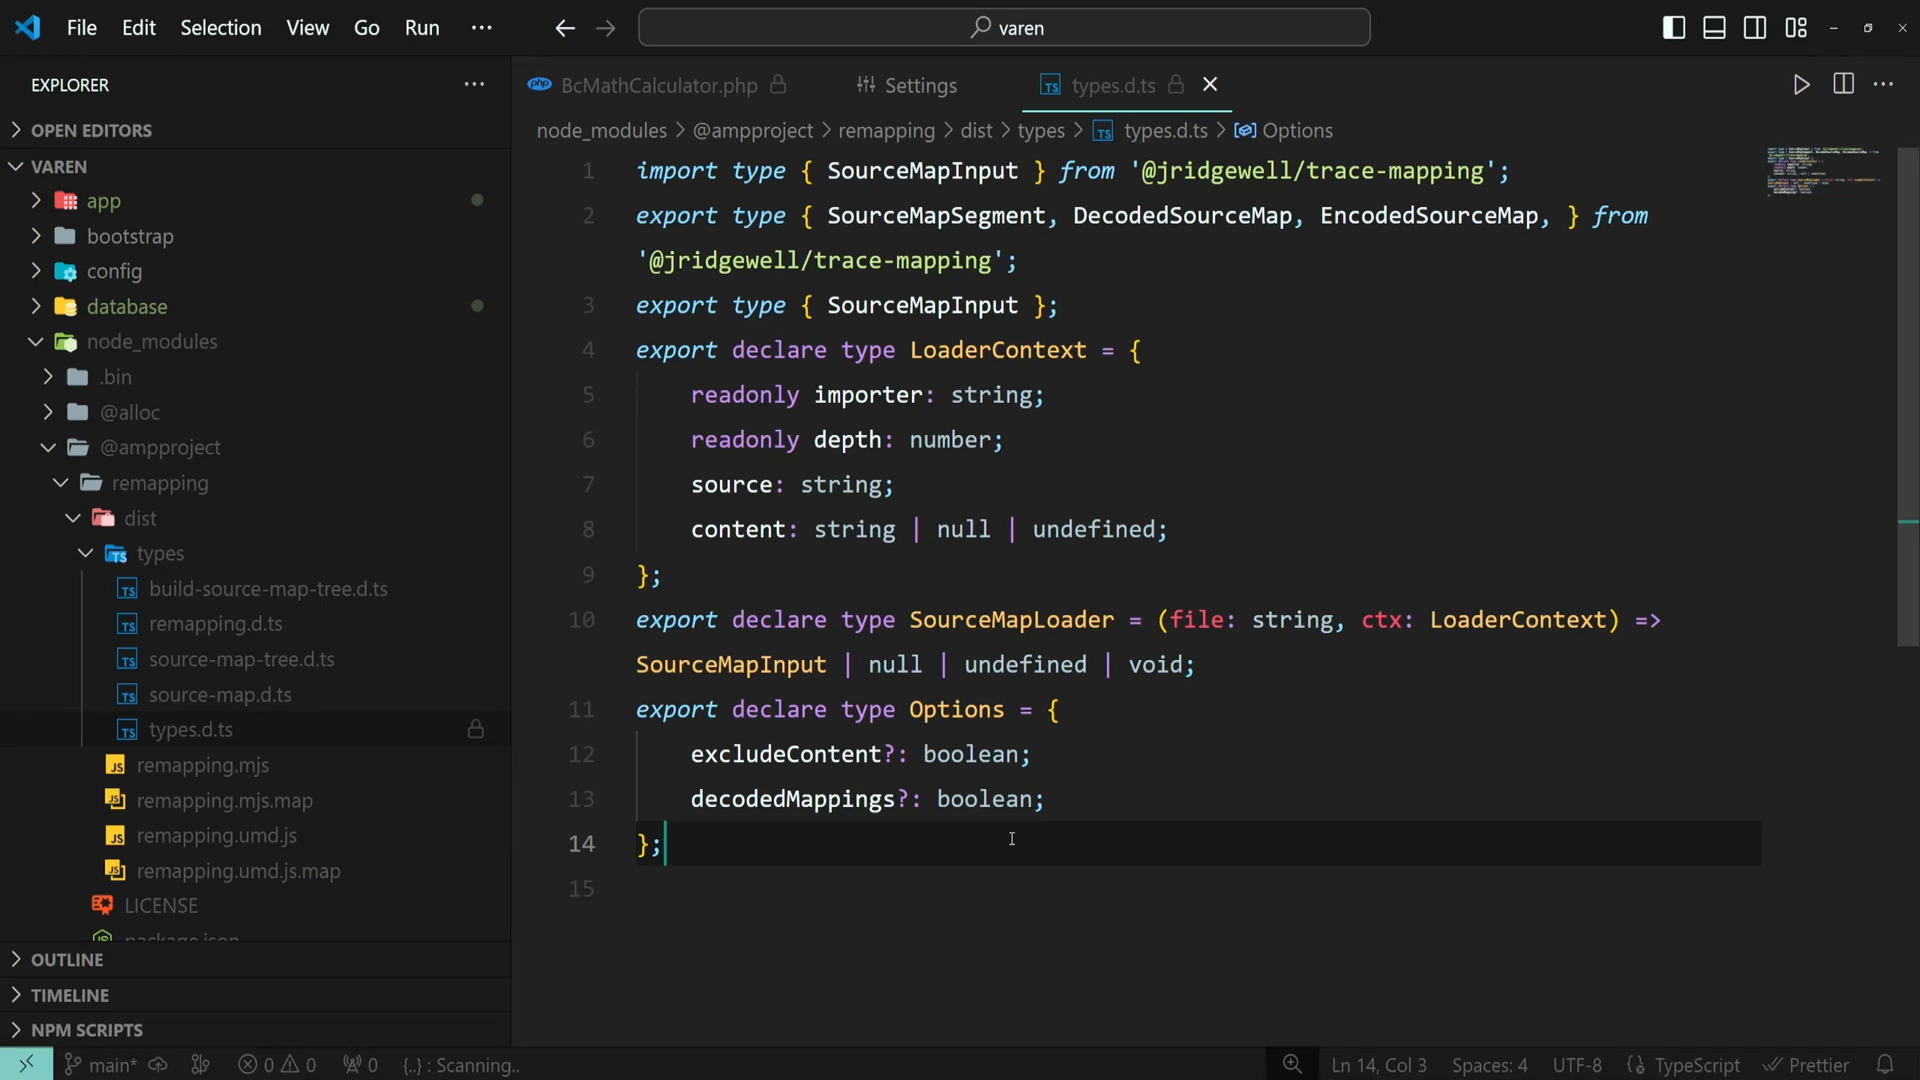 File Edit Selection View Go Run ···
varen
EXPLORER
OPEN EDITORS
VAREN
app
bootstrap
config
database
node_modules
.bin
@alloc
@ampproject
remapping
dist
types
build-source-map-tree.d.ts
remapping.d.ts
source-map-tree.d.ts
source-map.d.ts
types.d.ts
remapping.mjs
remapping.mjs.map
remapping.umd.js
remapping.umd.js.map
LICENSE
package.json
OUTLINE
TIMELINE
NPM SCRIPTS
BcMathCalculator.php Settings types.d.ts
node_modules > @ampproject > remapping > dist > types > types.d.ts > Options
1 import type { SourceMapInput } from '@jridgewell/trace-mapping';
2 export type { SourceMapSegment, DecodedSourceMap, EncodedSourceMap, } from
'@jridgewell/trace-mapping';
3 export type { SourceMapInput };
4 export declare type LoaderContext = {
5 readonly importer: string;
6 readonly depth: number;
7 source: string;
8 content: string | null | undefined;
9 };
10 export declare type SourceMapLoader = (file: string, ctx: LoaderContext) =>
SourceMapInput | null | undefined | void;
11 export declare type Options = {
12 excludeContent?: boolean;
13 decodedMappings?: boolean;
14 };
15
main* 0 0 0 {..} : Scanning.. Ln 14, Col 3 Spaces: 4 UTF-8 TypeScript Prettier